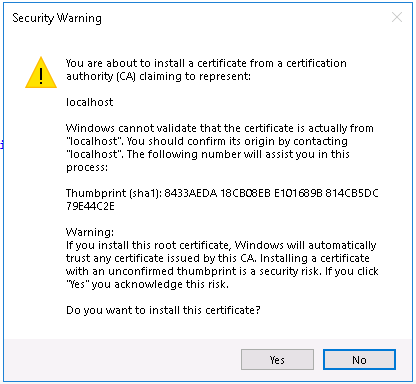 Security Warning
You are about to install a certificate from a certification
authority (CA) claiming to represent:
localhost
Windows cannot validate that the certificate is actually from
"localhost". You should confirm its origin by contacting
"localhost". The following number will assist you in this
process:
Thumbprint (sha1): 8433AEDA 18CB08EB E101689B 814CB5DC
79E44C2E
Warning:
If you install this root certificate, Windows will automatically
trust any certificate issued by this CA. Installing a certificate
with an unconfirmed thumbprint is a security risk. If you click
"Yes" you acknowledge this risk.
Do you want to install this certificate?
Yes
No